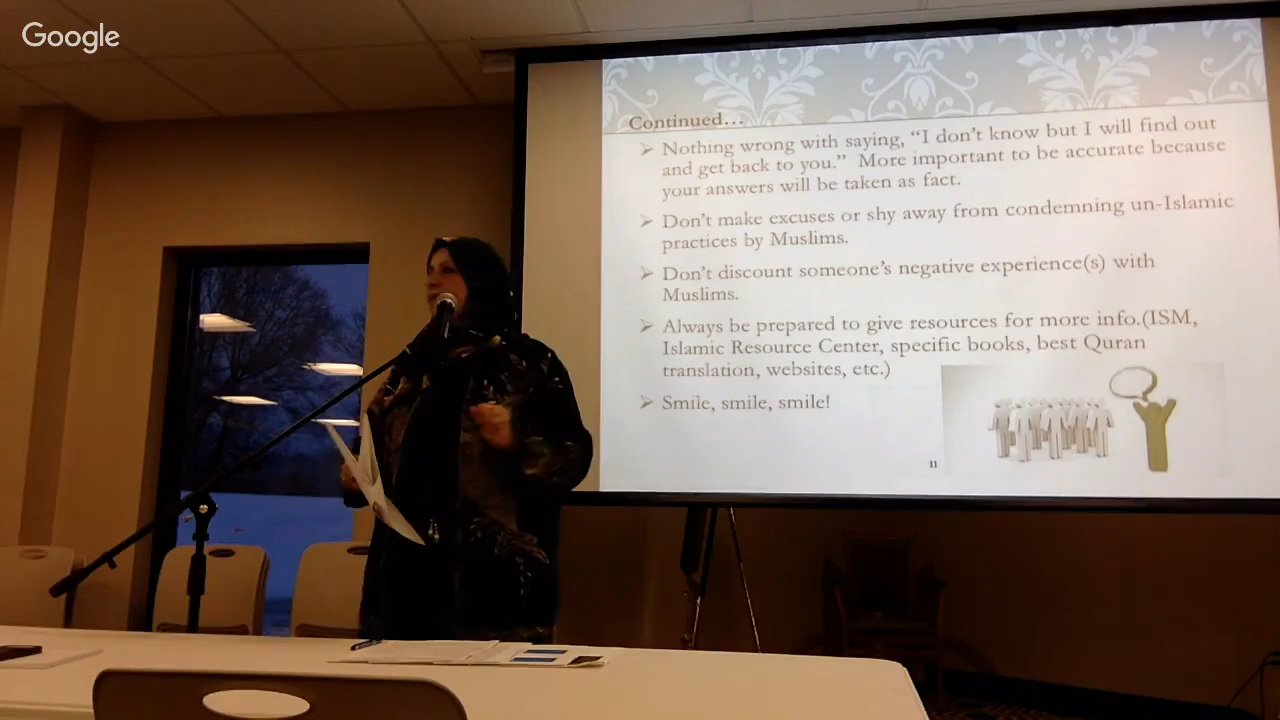 Google
Continued...
➢ Nothing wrong with saying, “I don’t know but I will find out
and get back to you.” More important to be accurate because
your answers will be taken as fact.
➢ Don’t make excuses or shy away from condemning un-Islamic
practices by Muslims.
➢ Don’t discount someone’s negative experience(s) with
Muslims.
➢ Always be prepared to give resources for more info.(ISM,
Islamic Resource Center, specific books, best Quran
translation, websites, etc.)
➢ Smile, smile, smile!
11